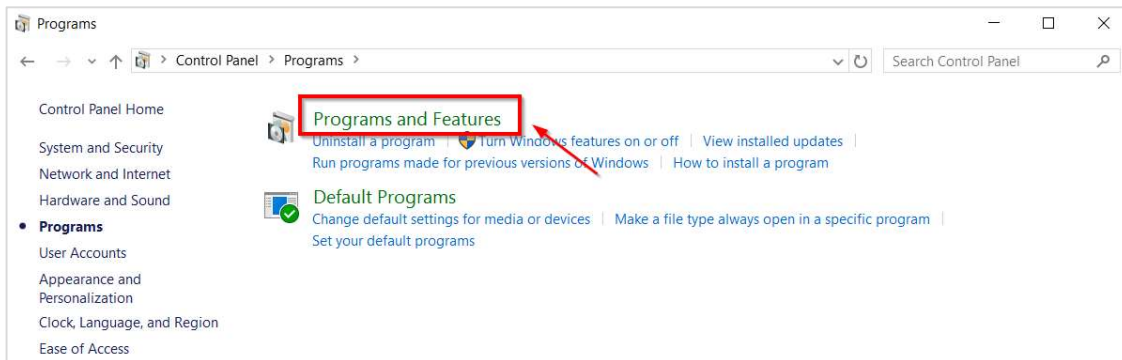 Programs
Control Panel > Programs >
Search Control Panel
Control Panel Home
System and Security
Network and Internet
Hardware and Sound
Programs
User Accounts
Appearance and
Personalization
Clock, Language, and Region
Ease of Access
Programs and Features
Uninstall a program
Turn Windows features on or off
View installed updates
Run programs made for previous versions of Windows
How to install a program
Default Programs
Change default settings for media or devices
Make a file type always open in a specific program
Set your default programs